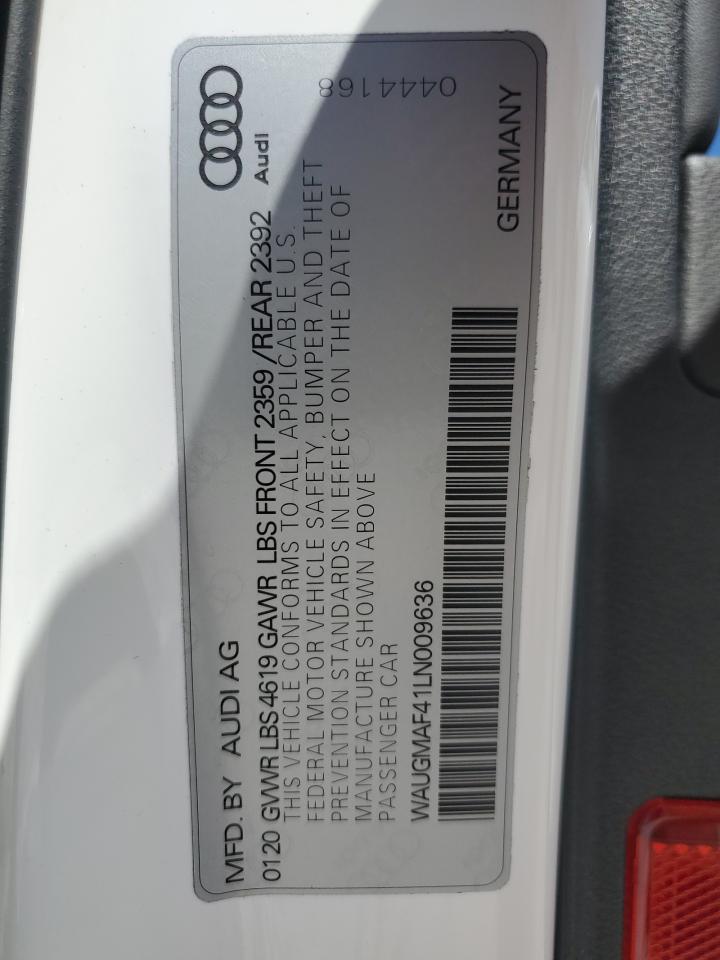 MFD. BY AUDI AG
0120 GVWR LBS 4619 GAWR LBS FRONT 2359 /REAR 2392
THIS VEHICLE CONFORMS TO ALL APPLICABLE U.S.
FEDERAL MOTOR VEHICLE SAFETY, BUMPER AND THEFT
PREVENTION STANDARDS IN EFFECT ON THE DATE OF
MANUFACTURE SHOWN ABOVE
PASSENGER CAR
WAUGMAF41LN009636
GERMANY
Audi
0444168